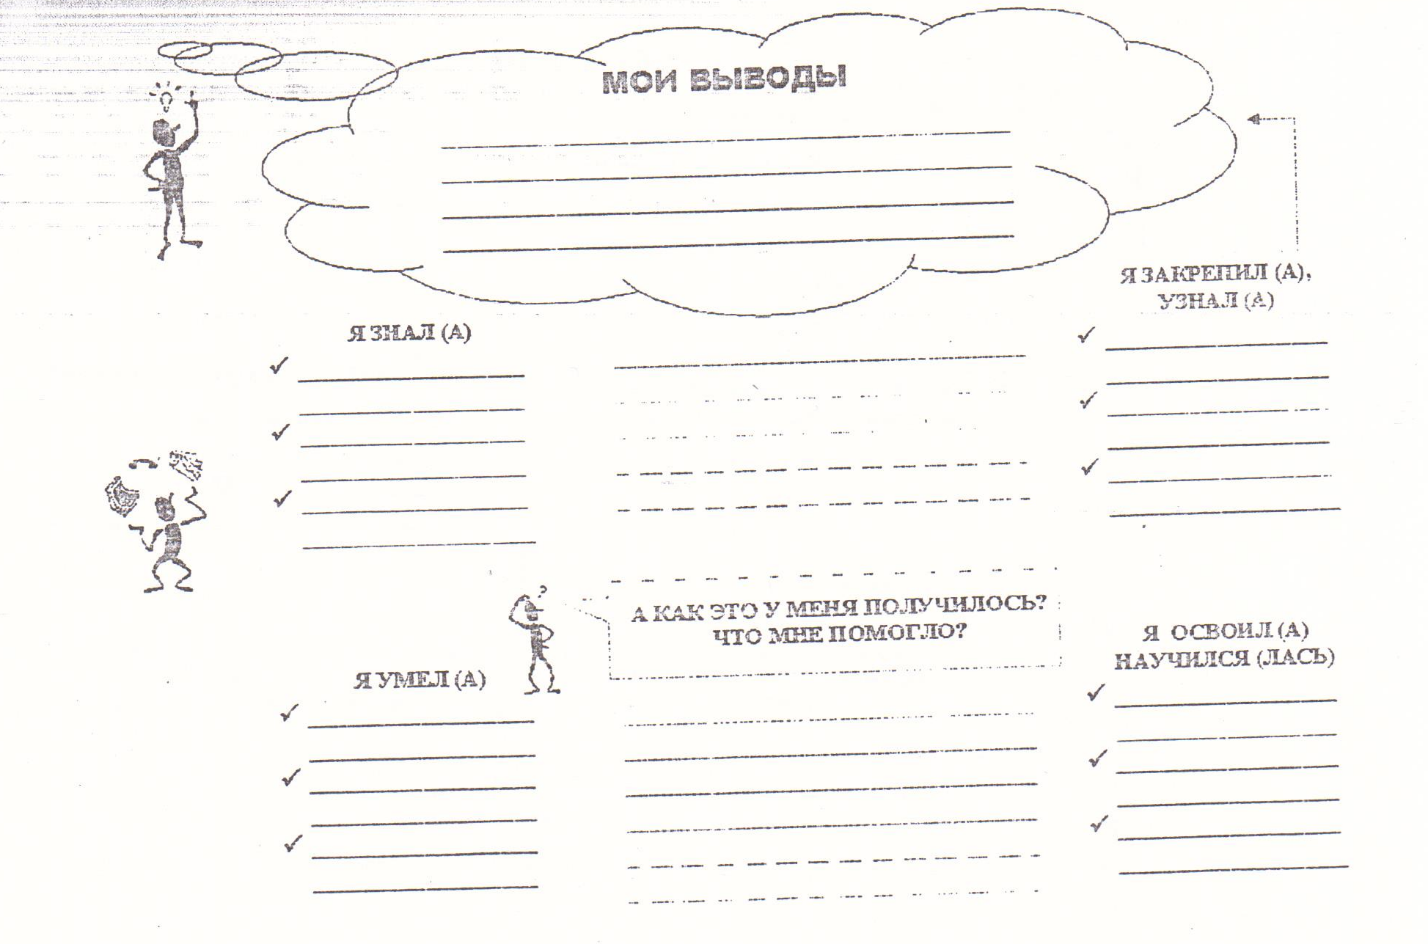 МОИ ВЫВОДЫ
Я ЗАКРЕПИЛ (А),
УЗНАЛ (А)
Я ЗНАЛ (А)
А КАК ЭТО У МЕНЯ ПОЛУЧИЛОСЬ?
ЧТО МНЕ ПОМОГЛО?
Я УМЕЛ (А)
Я ОСВОИЛ (А)
НАУЧИЛСЯ (ЛАСЬ)